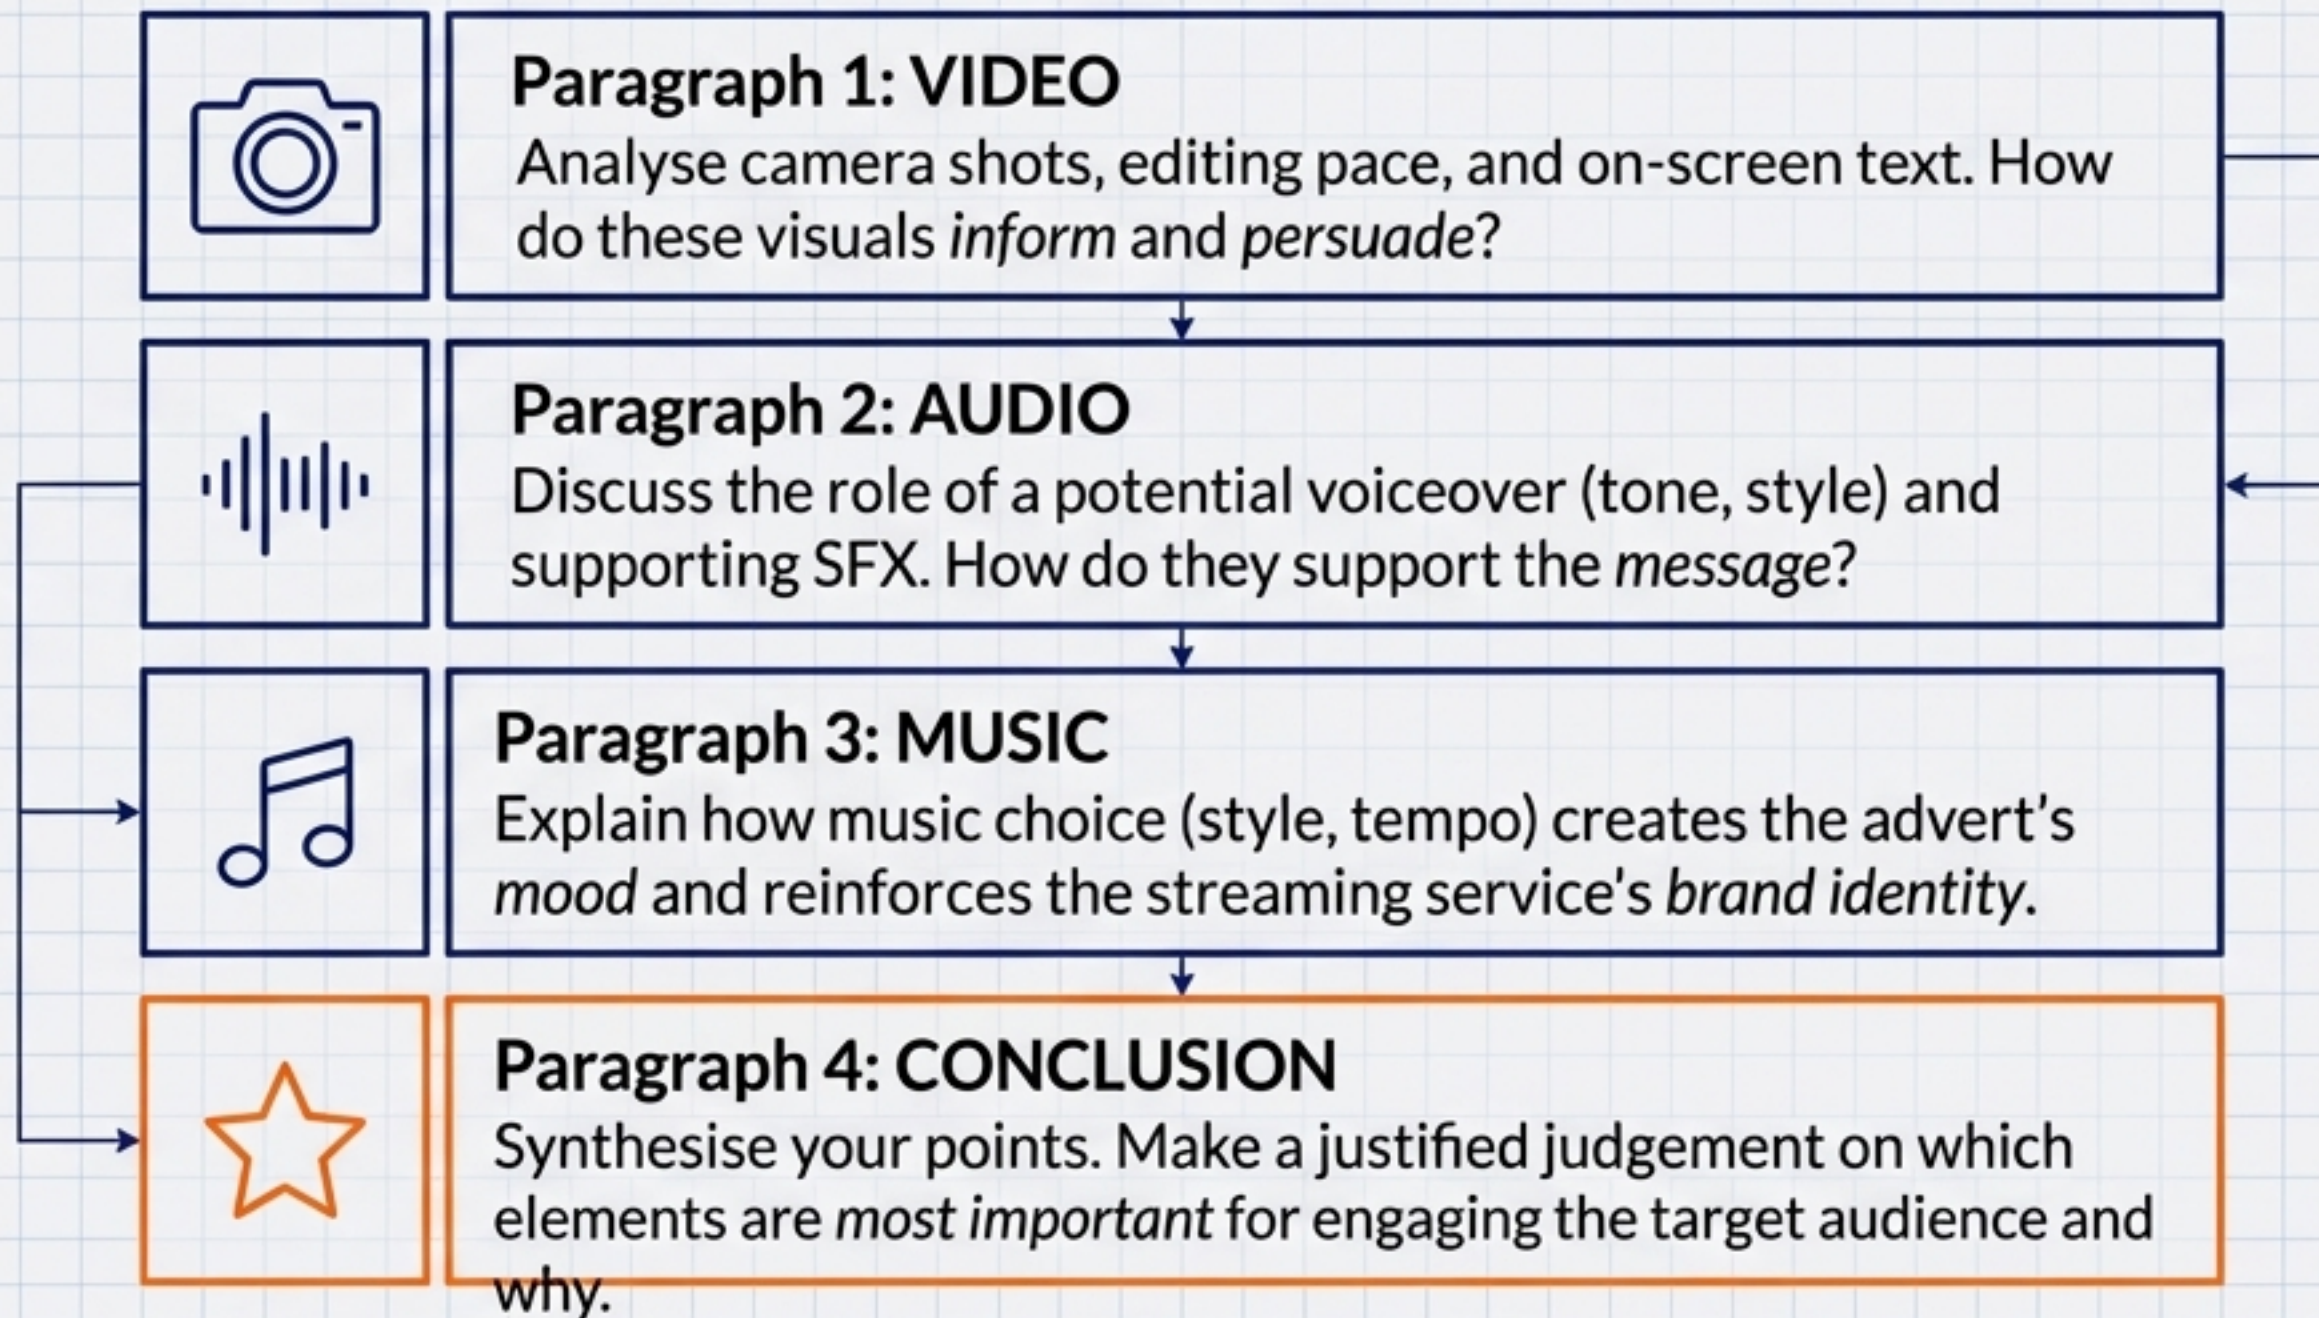 Paragraph 1: VIDEO
Analyse camera shots, editing pace, and on-screen text. How
do these visuals inform and persuade?
Paragraph 2: AUDIO
Discuss the role of a potential voiceover (tone, style) and
supporting SFX. How do they support the message?
Paragraph 3: MUSIC
Explain how music choice (style, tempo) creates the advert’s
mood and reinforces the streaming service's brand identity.
Paragraph 4: CONCLUSION
Synthesise your points. Make a justified judgement on which
elements are most important for engaging the target audience and
why.